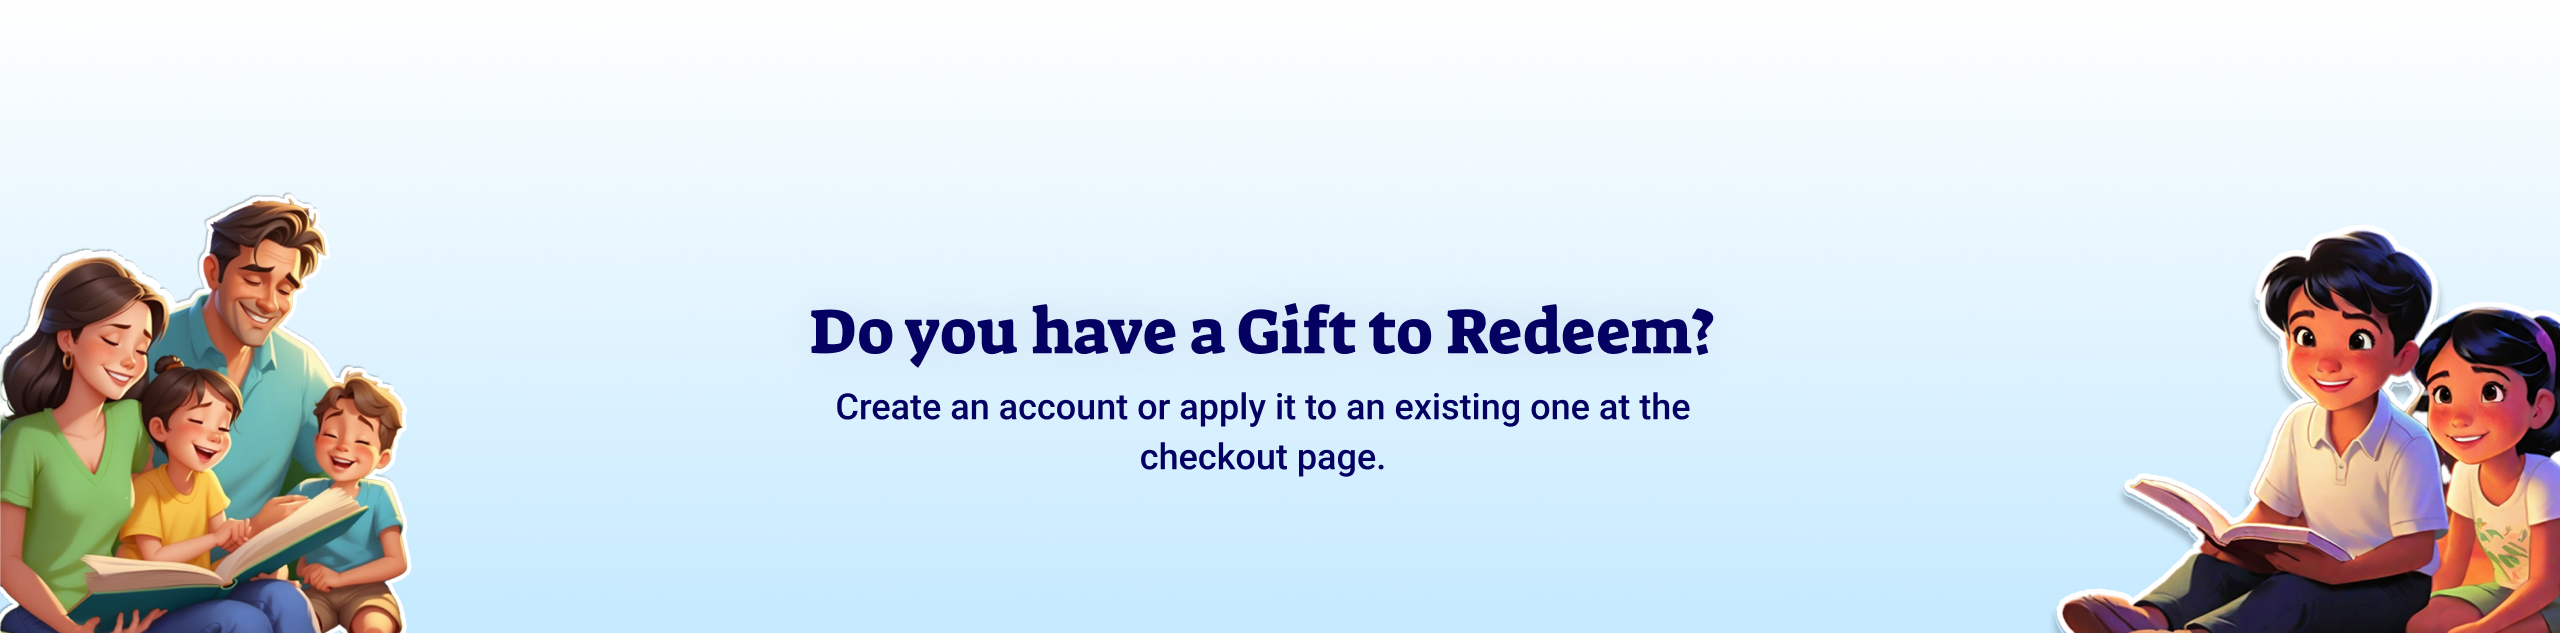 Do you have a Gift to Redeem?
Create an account or apply it to an existing one at the
checkout page.